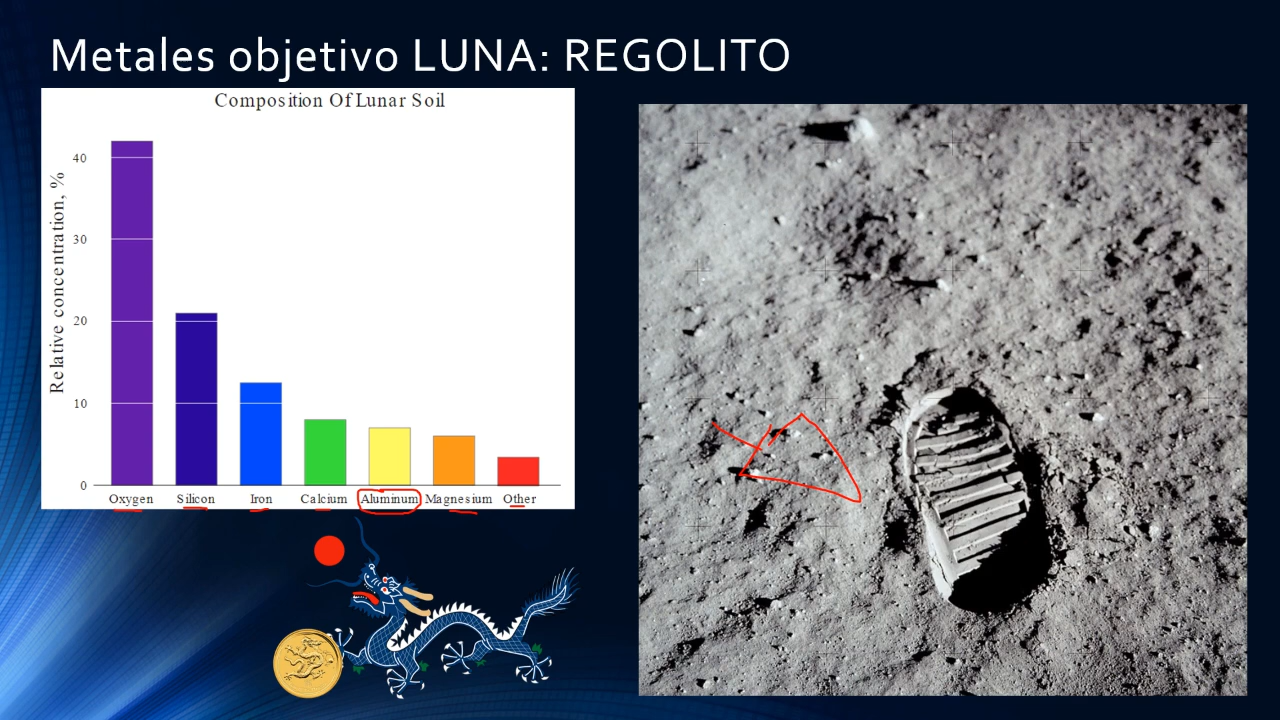 Metales objetivo LUNA: REGOLITO
Composition Of Lunar Soil
Relative concentration, %
40
30
20
10
0
Oxygen Silicon Iron Calcium Aluminum Magnesium Other